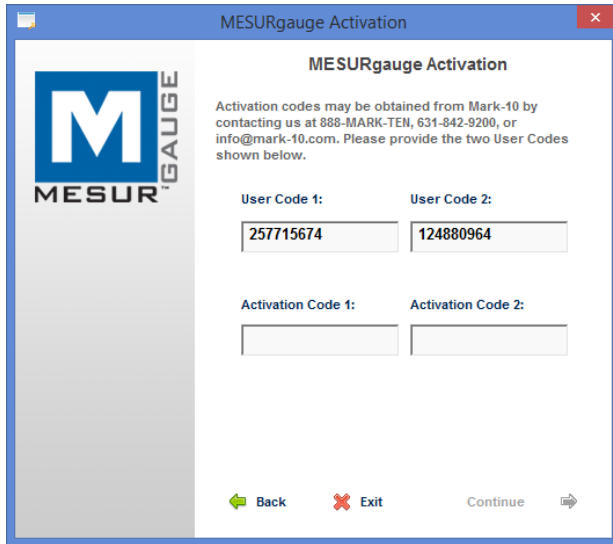 MESURgauge Activation
M
GAUGE
MESUR™
MESURgauge Activation
Activation codes may be obtained from Mark-10 by
contacting us at 888-MARK-TEN, 631-842-9200, or
info@mark-10.com. Please provide the two User Codes
shown below.
User Code 1: User Code 2:
257715674 124880964
Activation Code 1: Activation Code 2:
Back Exit Continue